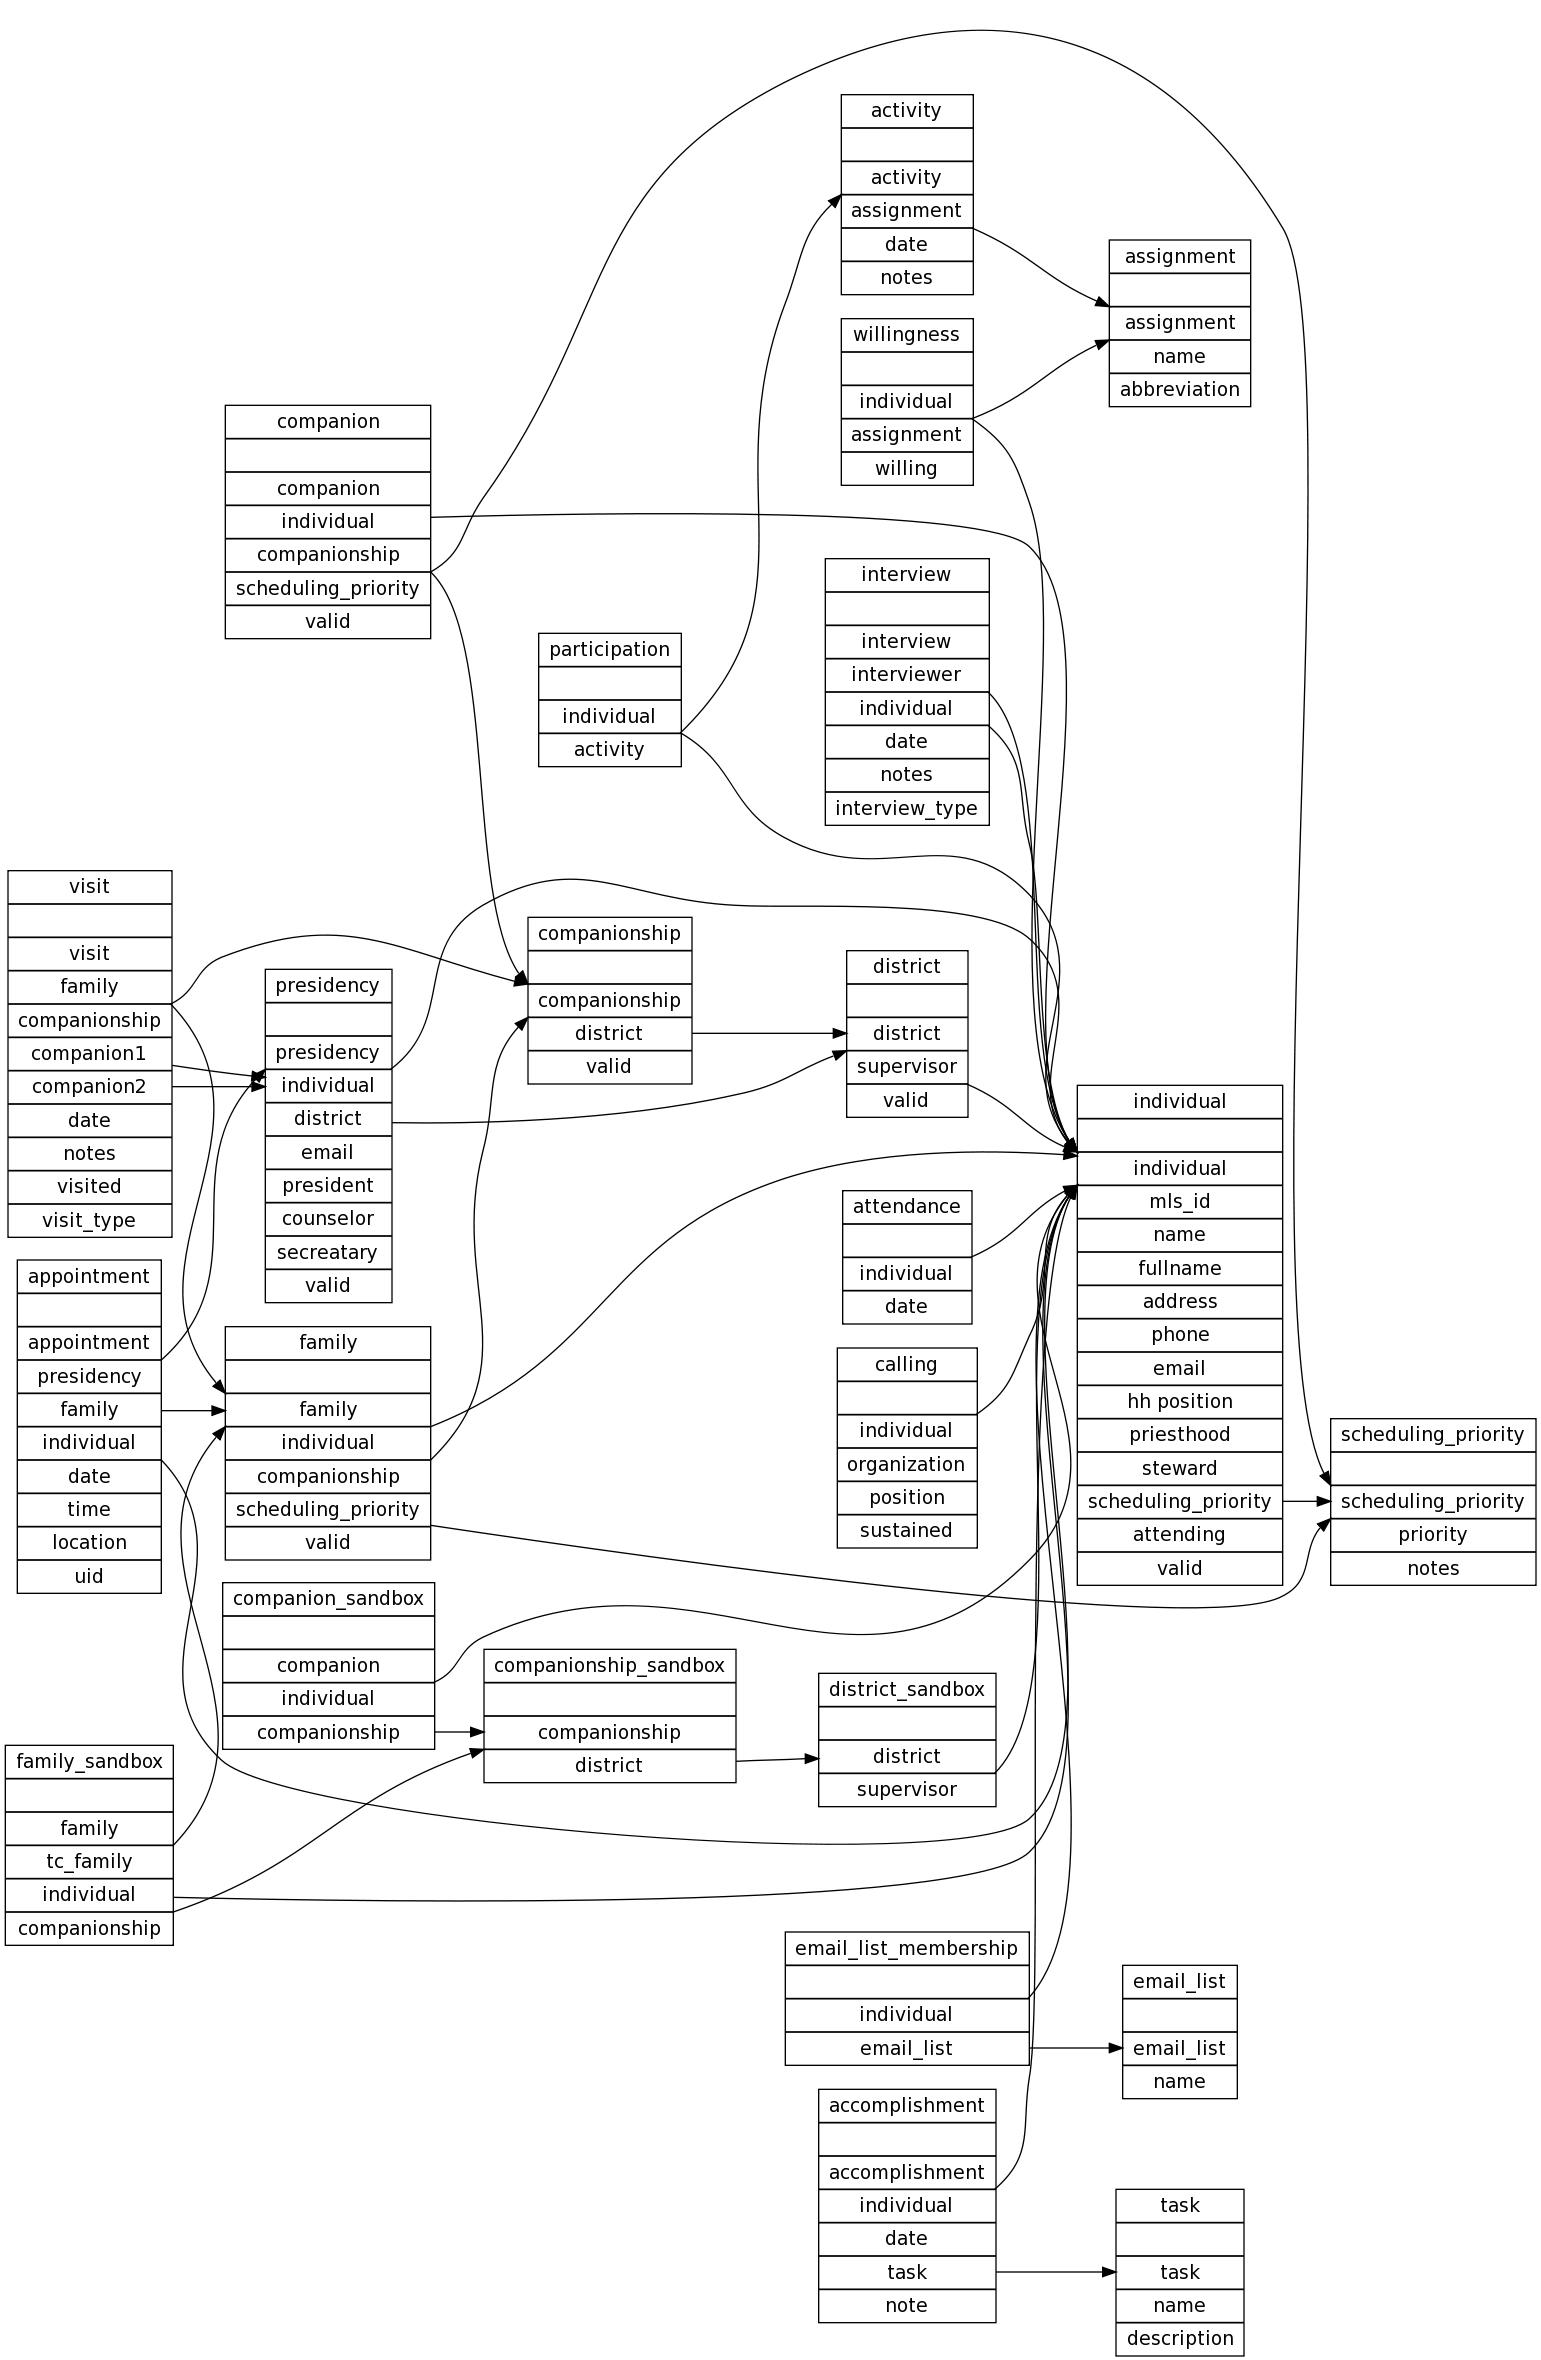 activity
activity
assignment
date
notes
assignment
assignment
name
abbreviation
willingness
individual
assignment
willing
companion
companion
individual
companionship
scheduling_priority
valid
interview
interview
interviewer
individual
date
notes
interview_type
participation
individual
activity
visit
visit
family
companionship
companion1
companion2
date
notes
visited
visit_type
presidency
presidency
individual
district
email
president
counselor
secreatary
valid
companionship
companionship
district
valid
district
district
supervisor
valid
individual
individual
mls_id
name
fullname
address
phone
email
hh position
priesthood
steward
scheduling_priority
attending
valid
attendance
individual
date
appointment
appointment
presidency
family
individual
date
time
location
uid
family
family
individual
companionship
scheduling_priority
valid
calling
individual
organization
position
sustained
scheduling_priority
scheduling_priority
priority
notes
companion_sandbox
companion
individual
companionship
companionship_sandbox
companionship
district
district_sandbox
district
supervisor
family_sandbox
family
tc_family
individual
companionship
email_list_membership
individual
email_list
email_list
email_list
name
accomplishment
accomplishment
individual
date
task
note
task
task
name
description